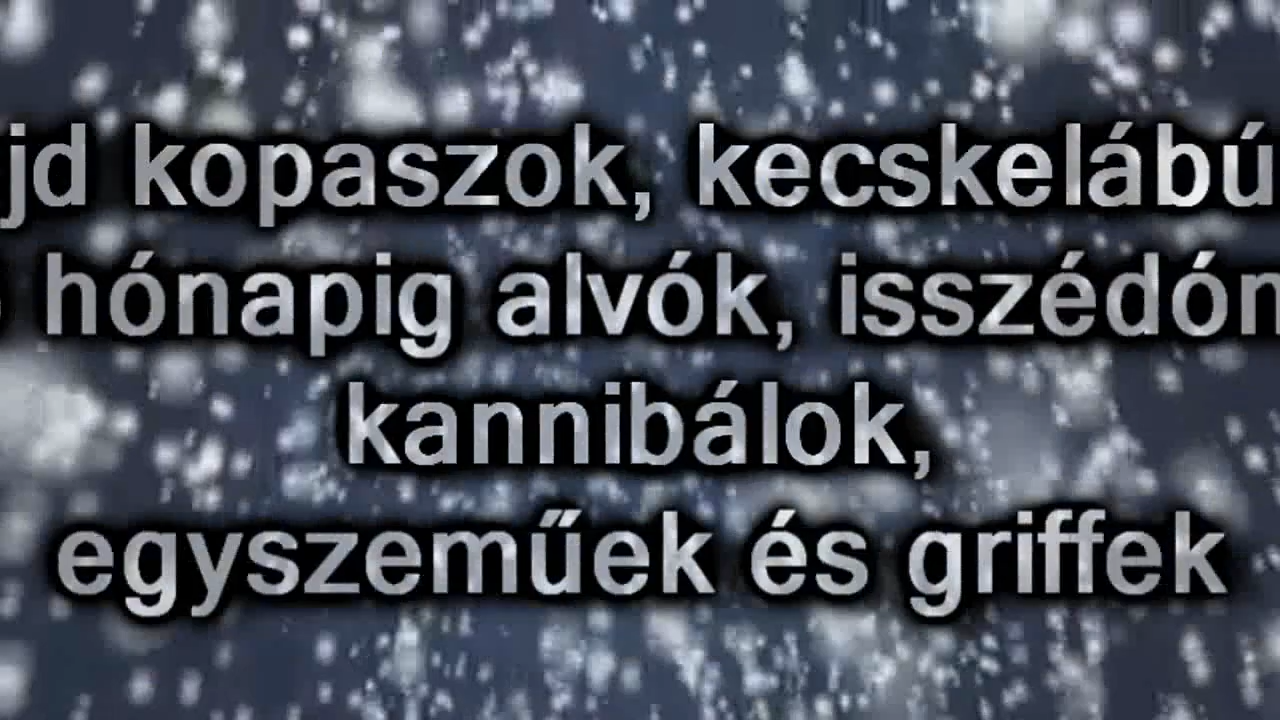 jd kopaszok, kecskelábú
hónapig alvók, isszédón
kannibálok,
egyszeműek és griffek